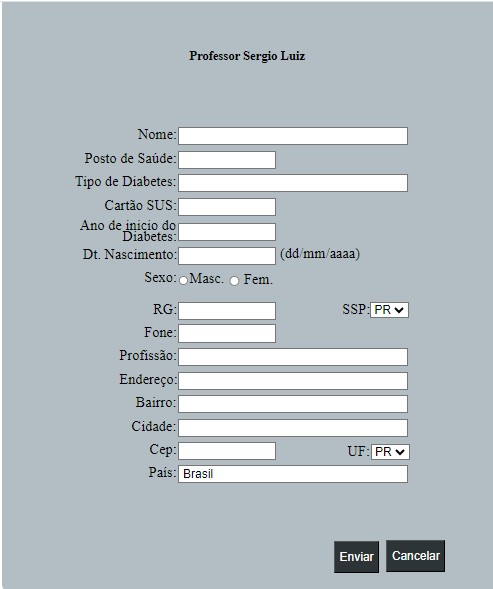 Professor Sergio Luiz
Nome:
Posto de Saúde:
Tipo de Diabetes:
Cartão SUS:
Ano de inicio do
Diabetes:
Dt. Nascimento: (dd/mm/aaaa)
Sexo: Masc. Fem.
RG: SSP: PR
Fone:
Profissão:
Endereço:
Bairro:
Cidade:
Cep: UF: PR
País: Brasil
Enviar Cancelar